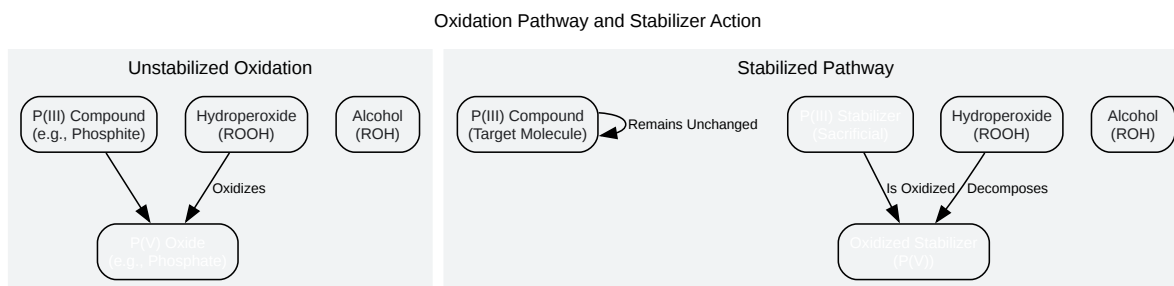 Oxidation Pathway and Stabilizer Action
Unstabilized Oxidation
P(III) Compound
(e.g., Phosphite)
Hydroperoxide
(ROOH)
Alcohol
(ROH)
Oxidizes
P(V) Oxide
(e.g., Phosphate)
Stabilized Pathway
P(III) Compound
(Target Molecule)
Remains Unchanged
P(III) Stabilizer
(Sacrificial)
Hydroperoxide
(ROOH)
Alcohol
(ROH)
Is Oxidized
Decomposes
Oxidized Stabilizer
(P(V))